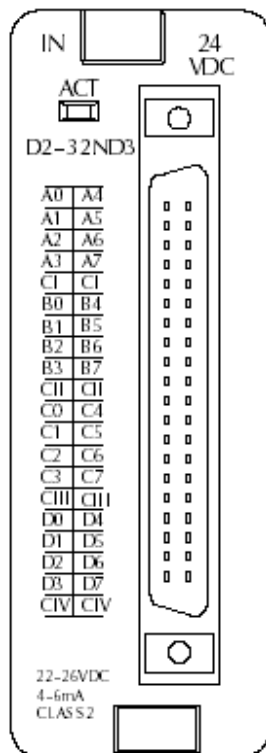 IN
24
VDC
ACT
D2-32ND3
A0 A4
A1 A5
A2 A6
A3 A7
CI CI
B0 B4
B1 B5
B2 B6
B3 B7
CII CII
C0 C4
C1 C5
C2 C6
C3 C7
CIII CIII
D0 D4
D1 D5
D2 D6
D3 D7
CIV CIV
22-26VDC
4-6mA
CLASS2